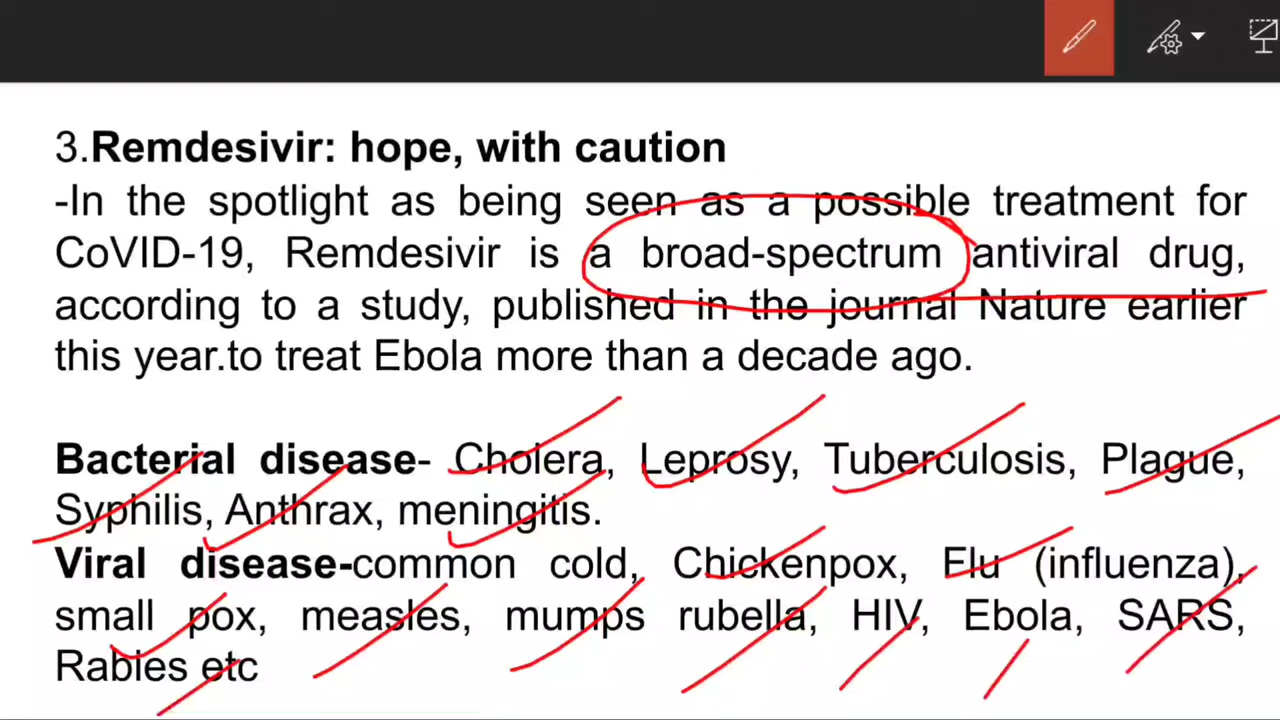 3.Remdesivir: hope, with caution
-In the spotlight as being seen as a possible treatment for
CoVID-19, Remdesivir is a broad-spectrum antiviral drug,
according to a study, published in the journal Nature earlier
this year.to treat Ebola more than a decade ago.
Bacterial disease- Cholera, Leprosy, Tuberculosis, Plague,
Syphilis, Anthrax, meningitis.
Viral disease-common cold, Chickenpox, Flu (influenza),
small pox, measles, mumps rubella, HIV, Ebola, SARS,
Rabies etc